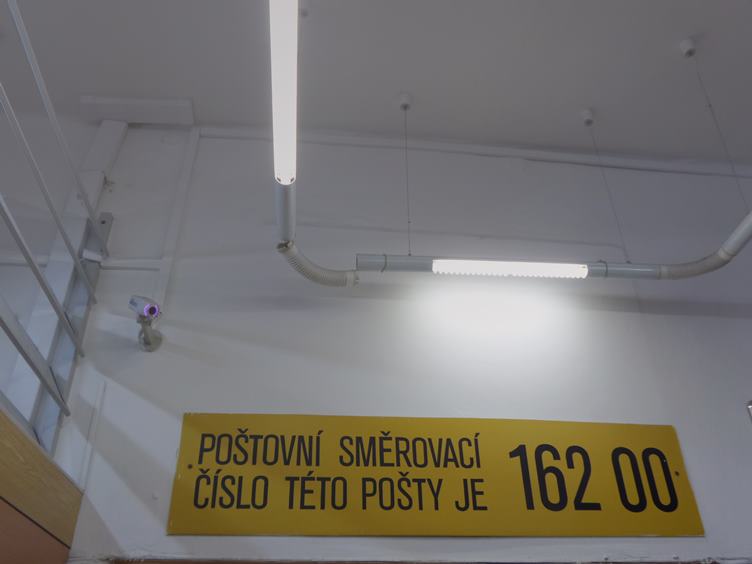 POŠTOVNÍ SMĚROVACÍ
ČÍSLO TÉTO POŠTY JE 162 00